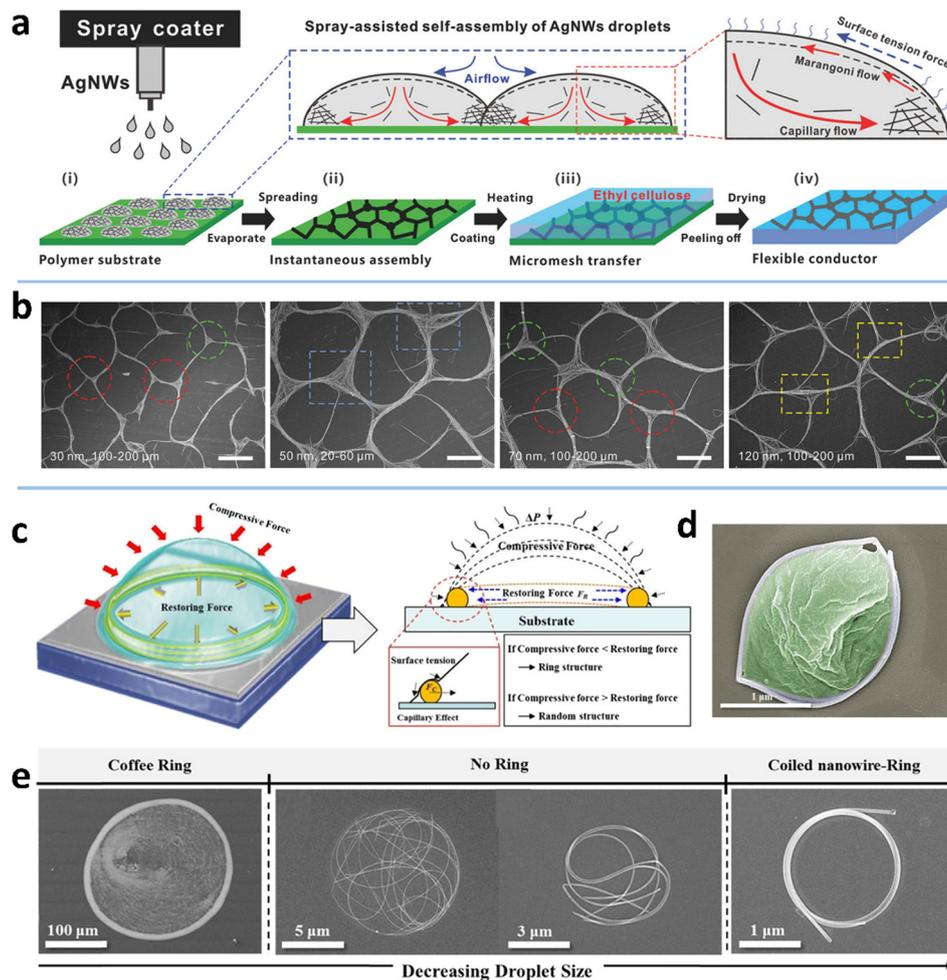 a
Spray coater
AgNWs
Spray-assisted self-assembly of AgNWs droplets
Airflow
Surface tension force
Marangoni flow
Capillary flow
(i)
(ii)
(iii)
(iv)
Spreading
Evaporate
Heating
Coating
Ethyl cellulose
Drying
Peeling off
Polymer substrate
Instantaneous assembly
Micromesh transfer
Flexible conductor
b
30 nm, 100-200 μm
50 nm, 20-60 μm
70 nm, 100-200 μm
120 nm, 100-200 μm
c
Compressive Force
Restoring Force
ΔP
Compressive Force
Restoring Force F_R
Substrate
Surface tension
F_C
Capillary Effect
If Compressive force < Restoring force
→ Ring structure
If Compressive force > Restoring force
→ Random structure
d
1 μm
e
Coffee Ring
No Ring
Coiled nanowire-Ring
100 μm
5 μm
3 μm
1 μm
Decreasing Droplet Size